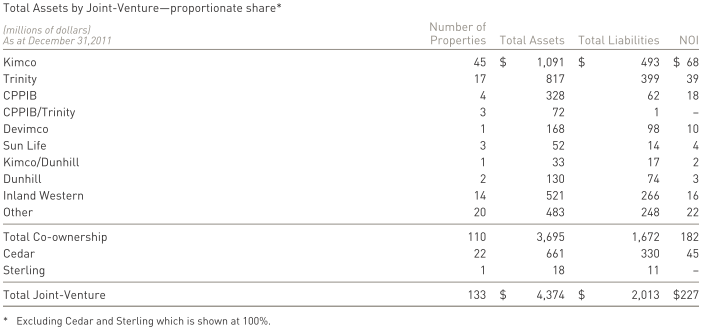 Total Assets by Joint-Venture—proportionate share*
(millions of dollars) Number of
As at December 31,2011 Properties Total Assets Total Liabilities NOI
Kimco 45 $ 1,091 $ 493 $ 68
Trinity 17 817 399 39
CPPIB 4 328 62 18
CPPIB/Trinity 3 72 1 –
Devimco 1 168 98 10
Sun Life 3 52 14 4
Kimco/Dunhill 1 33 17 2
Dunhill 2 130 74 3
Inland Western 14 521 266 16
Other 20 483 248 22
Total Co-ownership 110 3,695 1,672 182
Cedar 22 661 330 45
Sterling 1 18 11 –
Total Joint-Venture 133 $ 4,374 $ 2,013 $227
* Excluding Cedar and Sterling which is shown at 100%.